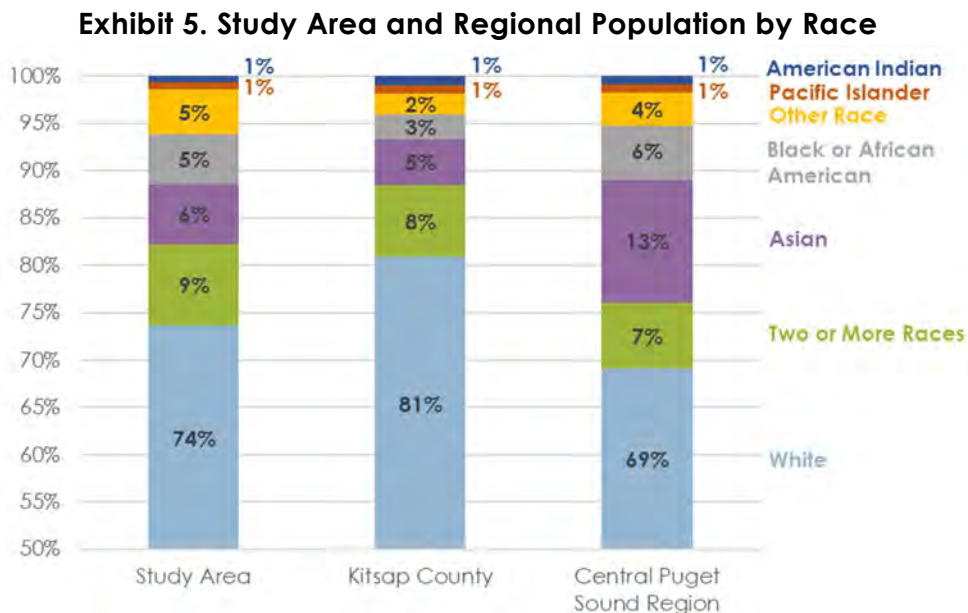 Exhibit 5. Study Area and Regional Population by Race
100%
95%
90%
85%
80%
75%
70%
65%
60%
55%
50%
1%
1%
5%
5%
6%
9%
74%
1%
1%
2%
3%
5%
8%
81%
1%
1%
4%
6%
13%
7%
69%
American Indian
Pacific Islander
Other Race
Black or African
American
Asian
Two or More Races
White
Study Area
Kitsap County
Central Puget
Sound Region